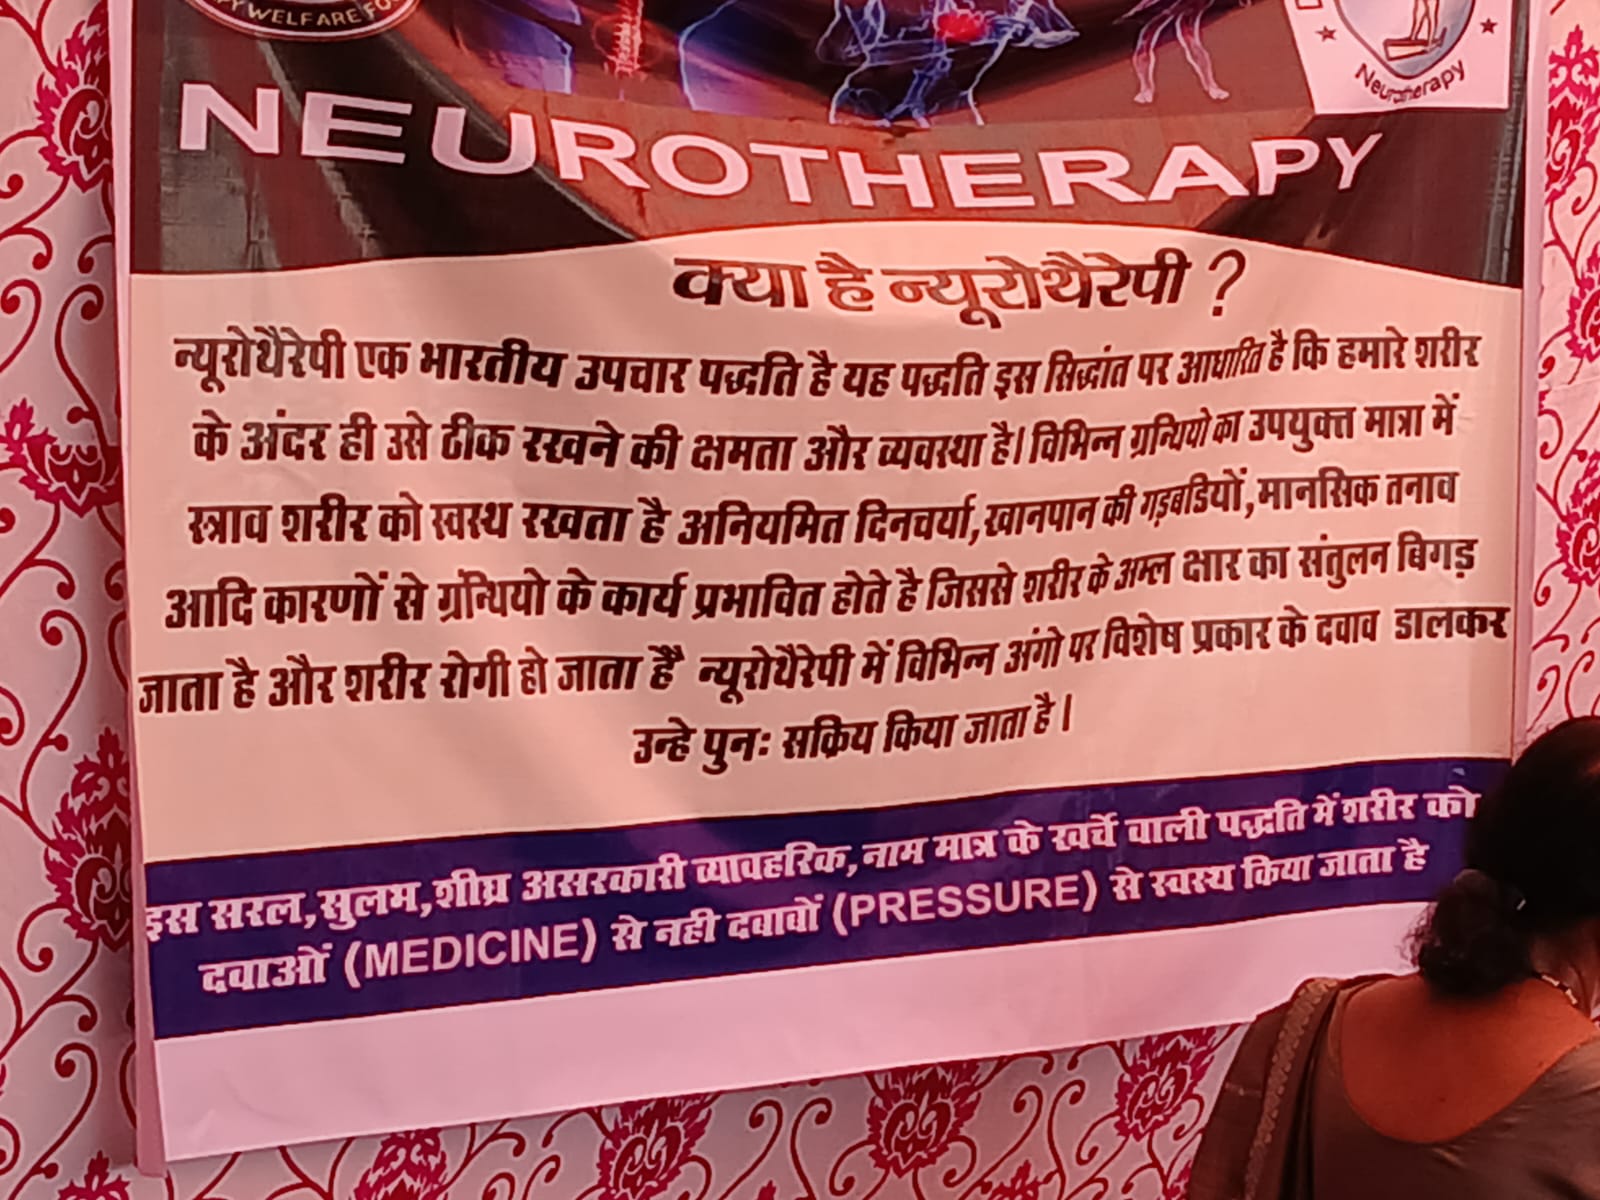 WELFARE
Neurotherapy
NEUROTHERAPY
क्या है न्यूरोथैरेपी ?
न्यूरोथैरेपी एक भारतीय उपचार पद्धति है यह पद्धति इस सिद्धांत पर आधारित है कि हमारे शरीर
के अंदर ही उसे ठीक रखने की क्षमता और व्यवस्था है। विभिन्न ग्रन्थियो का उपयुक्त मात्रा में
स्त्राव शरीर को स्वस्थ रखता है अनियमित दिनचर्या, खानपान की गड़बडियों, मानसिक तनाव
आदि कारणों से ग्रंन्थियो के कार्य प्रभावित होते है जिससे शरीर के अम्ल क्षार का संतुलन बिगड़
जाता है और शरीर रोगी हो जाता हैं न्यूरोथैरेपी में विभिन्न अंगो पर विशेष प्रकार के दवाव डालकर
उन्हे पुनः सक्रिय किया जाता है ।
इस सरल, सुलभ, शीघ्र असरकारी व्यावहरिक, नाम मात्र के खर्चे वाली पद्धति में शरीर को
दवाओं (MEDICINE) से नही दबावों (PRESSURE) से स्वस्थ किया जाता है